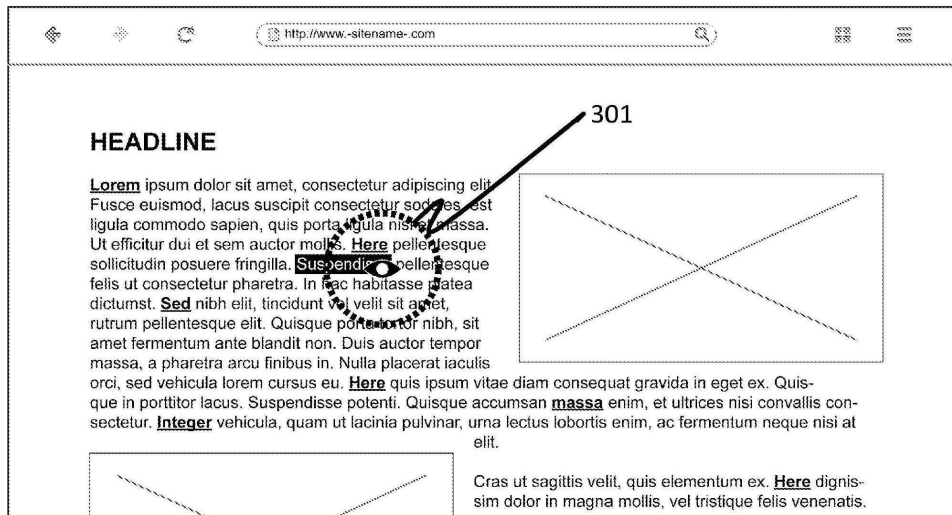 http://www.-sitename-.com
301
HEADLINE
Lorem ipsum dolor sit amet, consectetur adipiscing elit.
Fusce euismod, lacus suscipit consectetur sodales, est
ligula commodo sapien, quis porta ligula nisi et massa.
Ut efficitur dui et sem auctor mollis. Here pellentesque
sollicitudin posuere fringilla. Suspendisse pellentesque
felis ut consectetur pharetra. In hac habitasse platea
dictumst. Sed nibh elit, tincidunt vel velit sit amet,
rutrum pellentesque elit. Quisque porta tortor nibh, sit
amet fermentum ante blandit non. Duis auctor tempor
massa, a pharetra arcu finibus in. Nulla placerat iaculis
orci, sed vehicula lorem cursus eu. Here quis ipsum vitae diam consequat gravida in eget ex. Quis-
que in porttitor lacus. Suspendisse potenti. Quisque accumsan massa enim, et ultrices nisi convallis con-
sectetur. Integer vehicula, quam ut lacinia pulvinar, urna lectus lobortis enim, ac fermentum neque nisi at
elit.
Cras ut sagittis velit, quis elementum ex. Here dignis-
sim dolor in magna mollis, vel tristique felis venenatis.